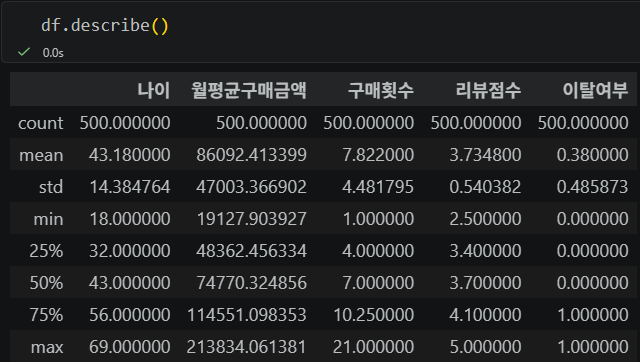 df.describe()
0.0s
나이 월평균구매금액 구매횟수 리뷰점수 이탈여부
count 500.000000 500.000000 500.000000 500.000000 500.000000
mean 43.180000 86092.413399 7.822000 3.734800 0.380000
std 14.384764 47003.366902 4.481795 0.540382 0.485873
min 18.000000 19127.903927 1.000000 2.500000 0.000000
25% 32.000000 48362.456334 4.000000 3.400000 0.000000
50% 43.000000 74770.324856 7.000000 3.700000 0.000000
75% 56.000000 114551.098353 10.250000 4.100000 1.000000
max 69.000000 213834.061381 21.000000 5.000000 1.000000